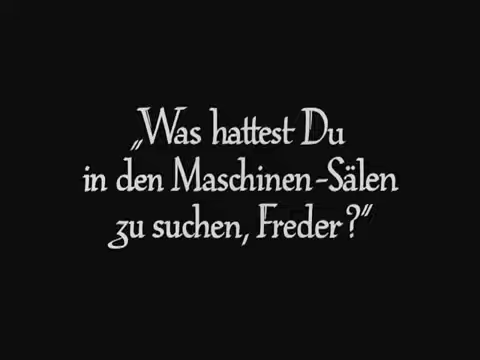 „Was hattest Du
in den Maschinen-Sälen
zu suchen, Freder?“